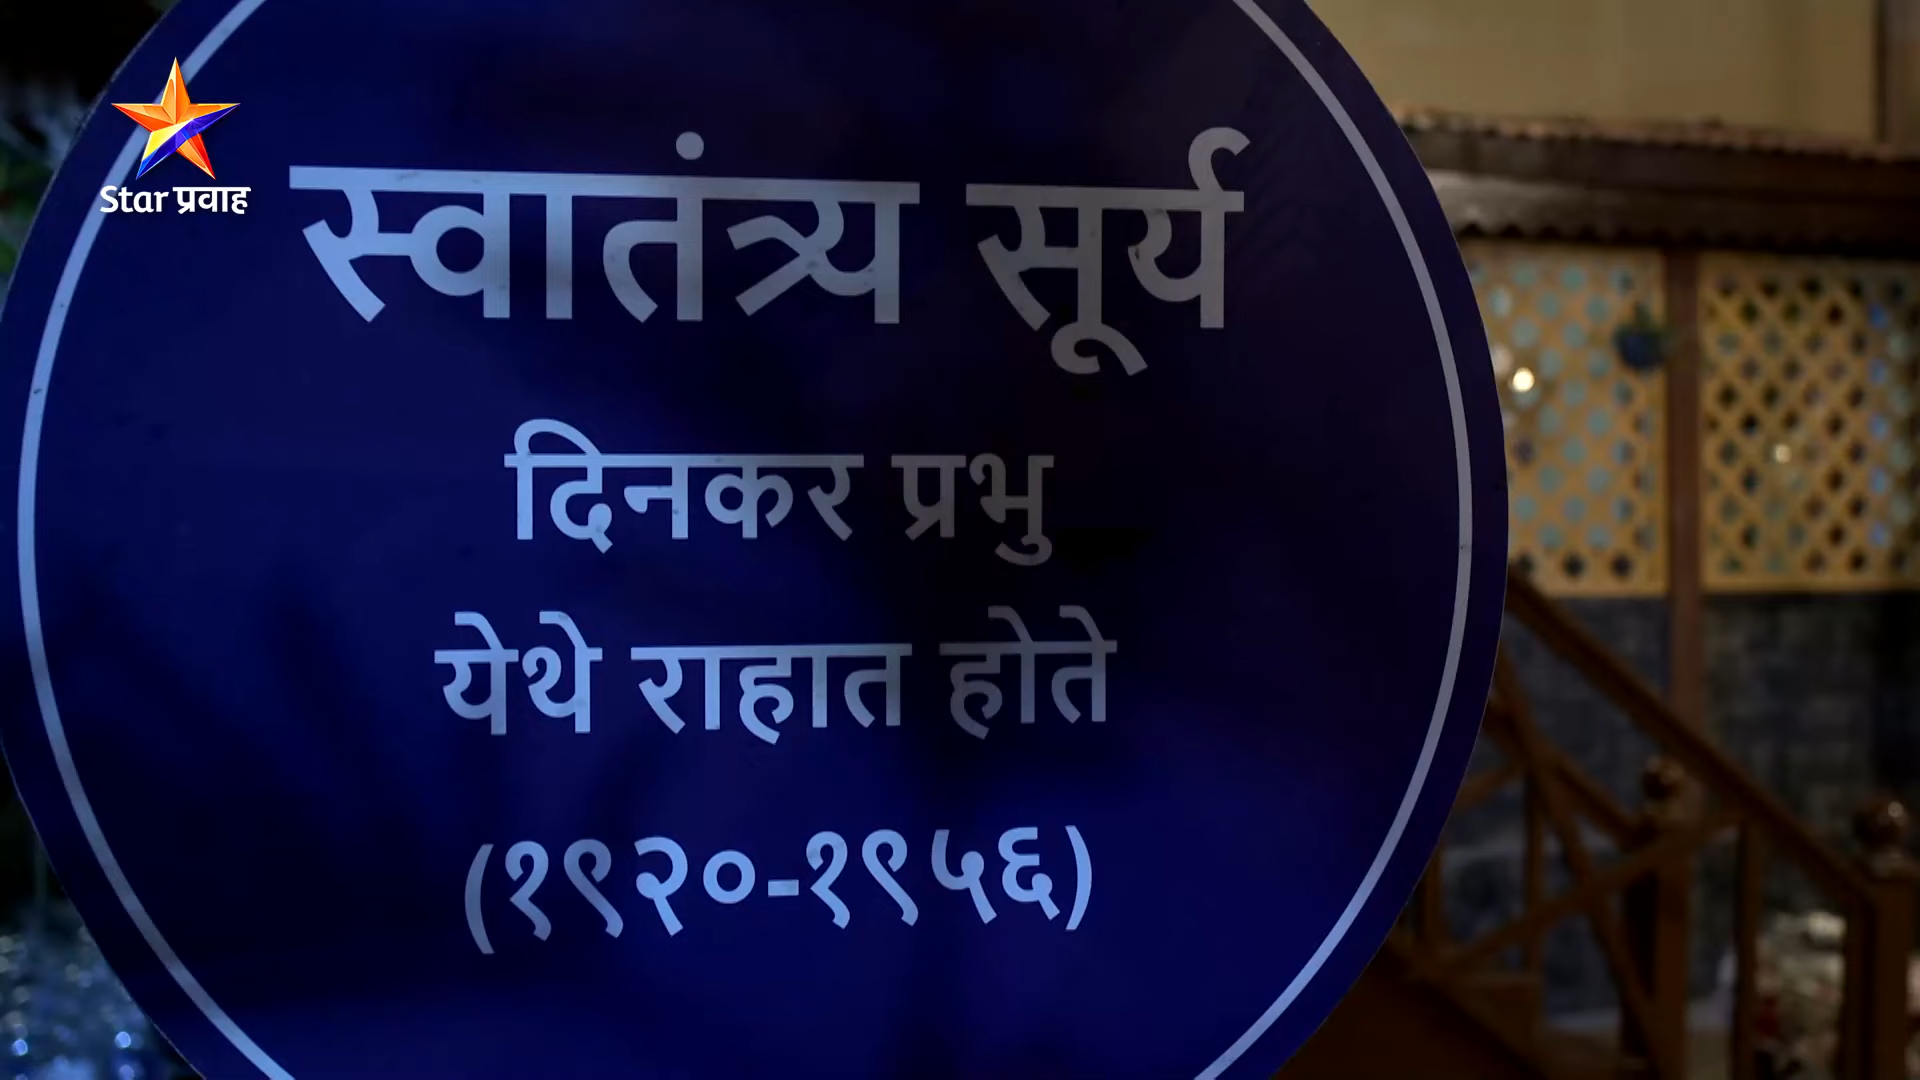 Star प्रवाह
स्वातंत्र्य सूर्य
दिनकर प्रभु
येथे राहात होते
(१९२०-१९५६)